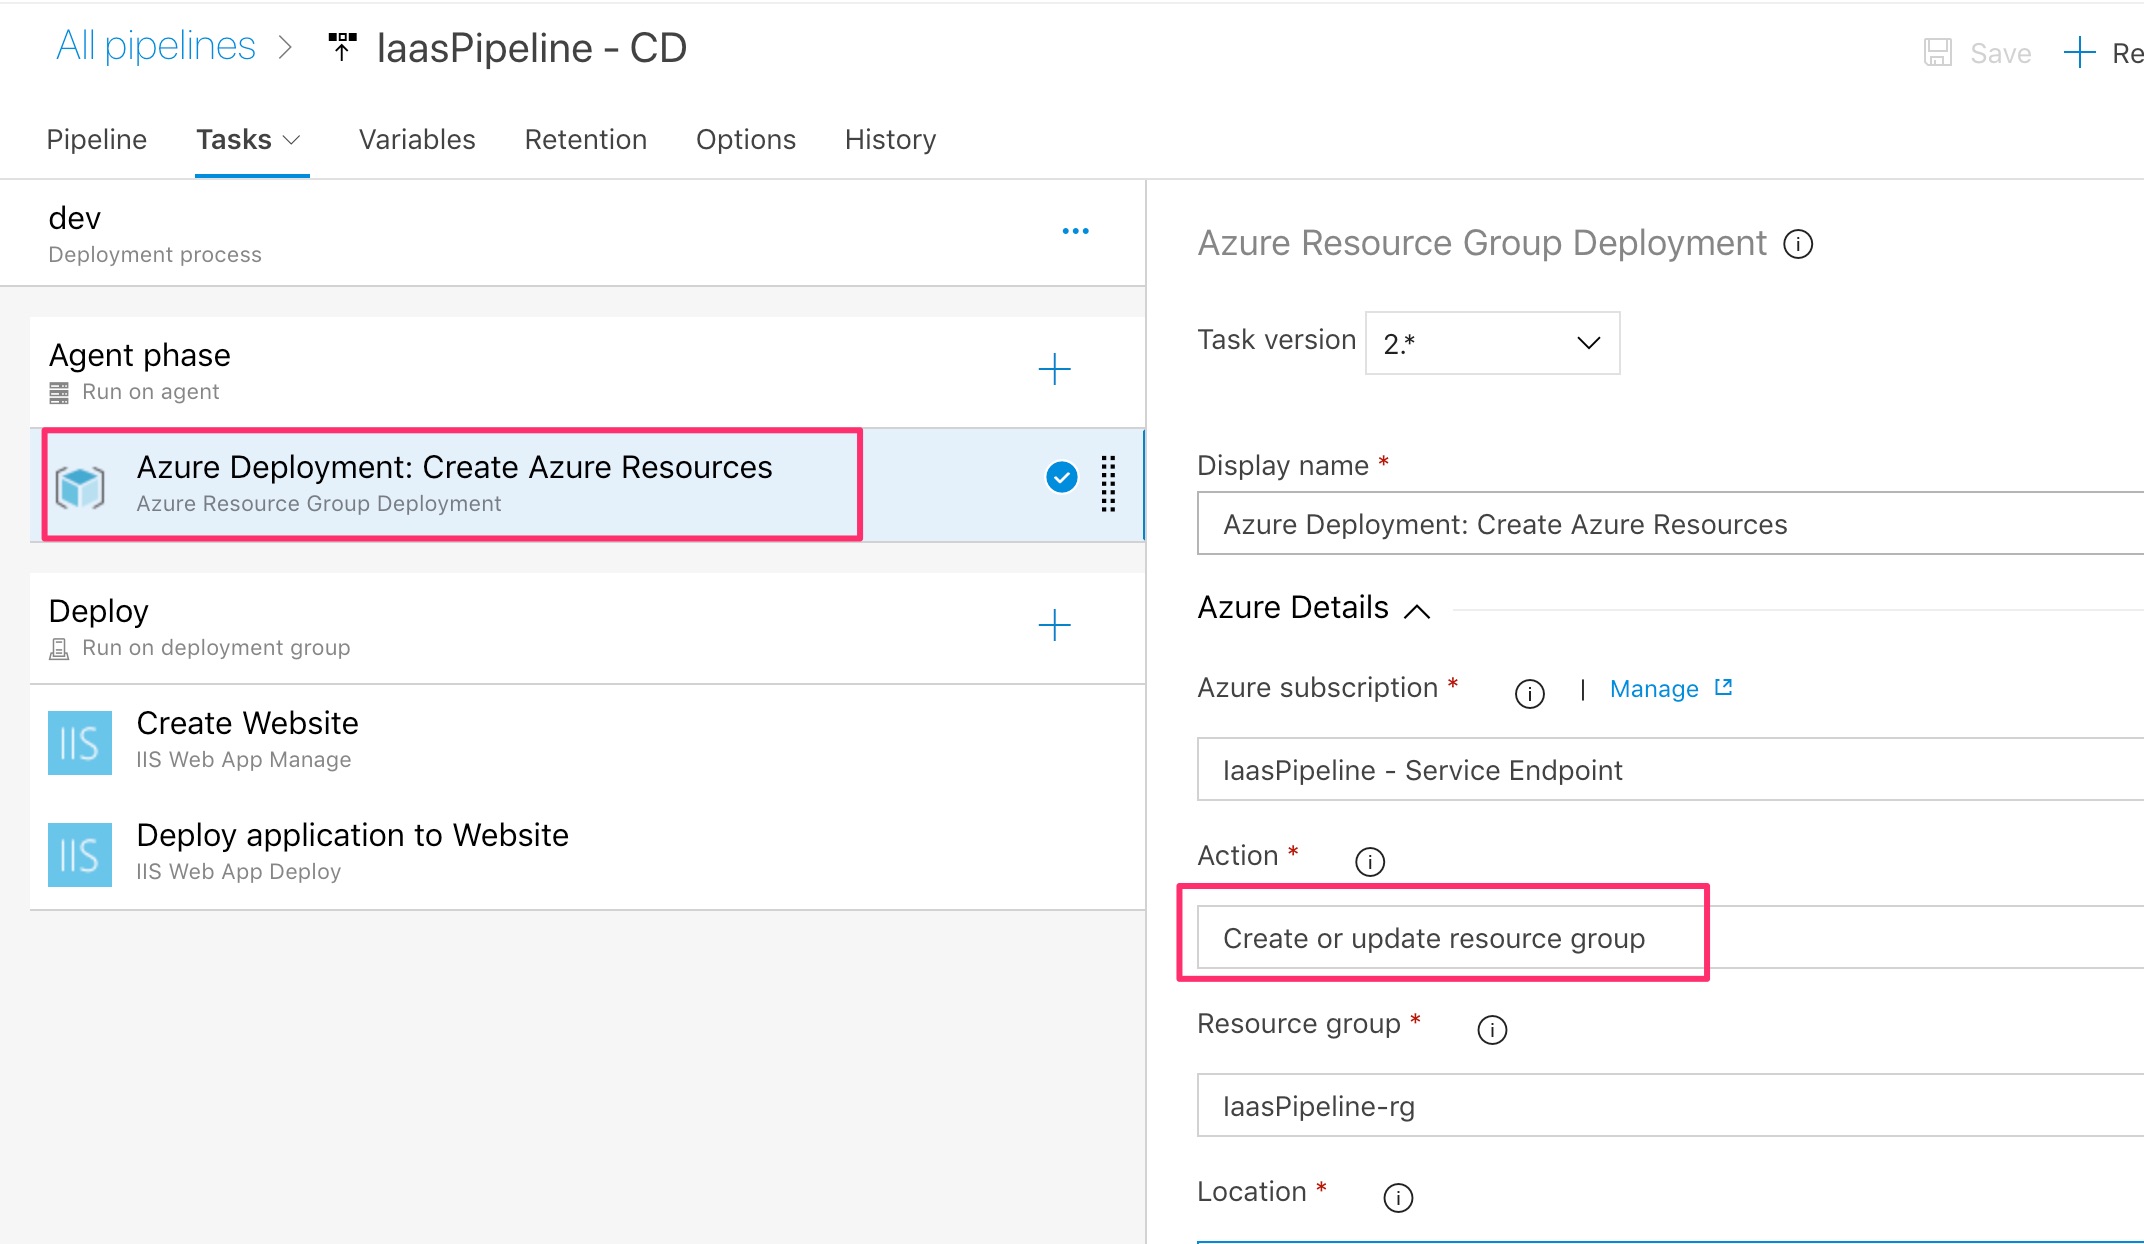 All pipelines > IaasPipeline - CD
Save
Re
Pipeline Tasks Variables Retention Options History
dev
Deployment process
Agent phase
Run on agent
Azure Deployment: Create Azure Resources
Azure Resource Group Deployment
Deploy
Run on deployment group
IIS
Create Website
IIS Web App Manage
IIS
Deploy application to Website
IIS Web App Deploy
Azure Resource Group Deployment
Task version 2.*
Display name *
Azure Deployment: Create Azure Resources
Azure Details
Azure subscription * | Manage
IaasPipeline - Service Endpoint
Action *
Create or update resource group
Resource group *
IaasPipeline-rg
Location *